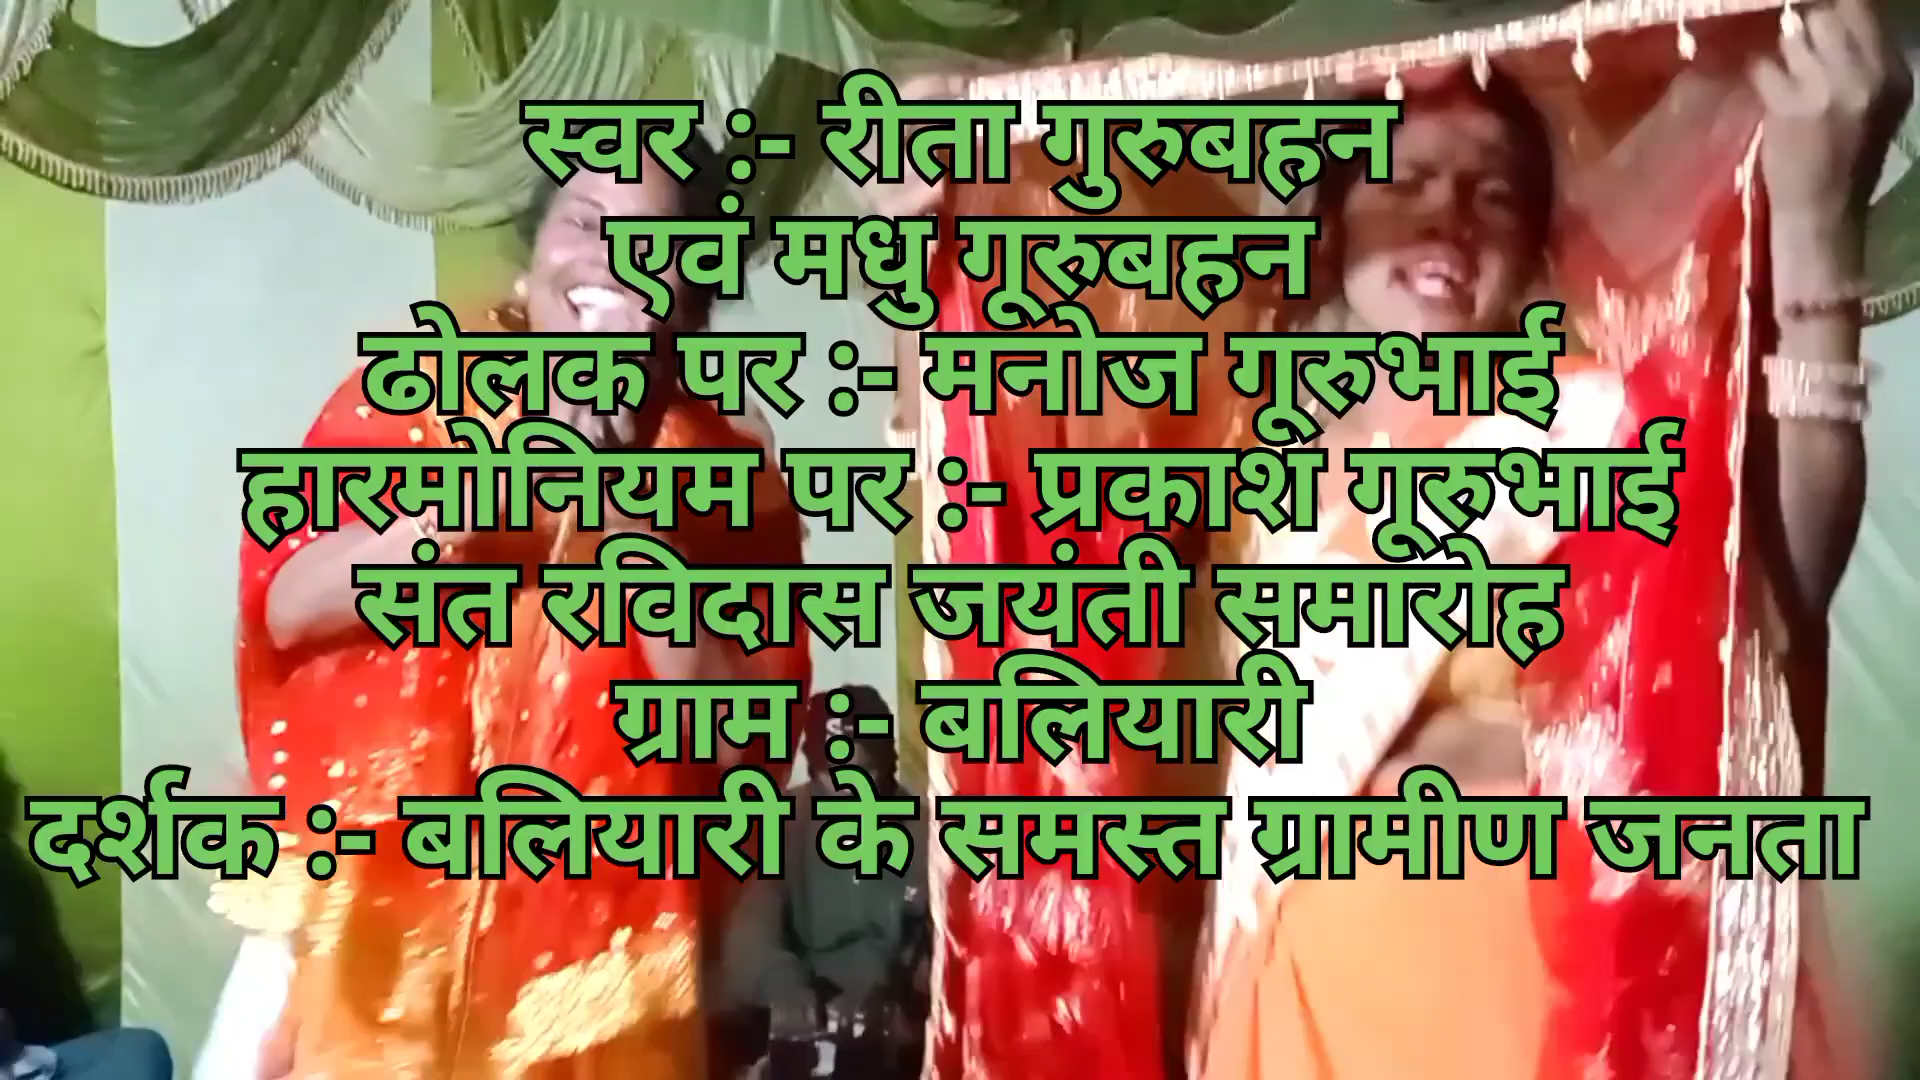 स्वर :- रीता गुरुबहन
एवं मधु गूरुबहन
ढोलक पर :- मनोज गूरुभाई
हारमोनियम पर :- प्रकाश गूरुभाई
संत रविदास जयंती समारोह
ग्राम :- बलियारी
दर्शक :- बलियारी के समस्त ग्रामीण जनता